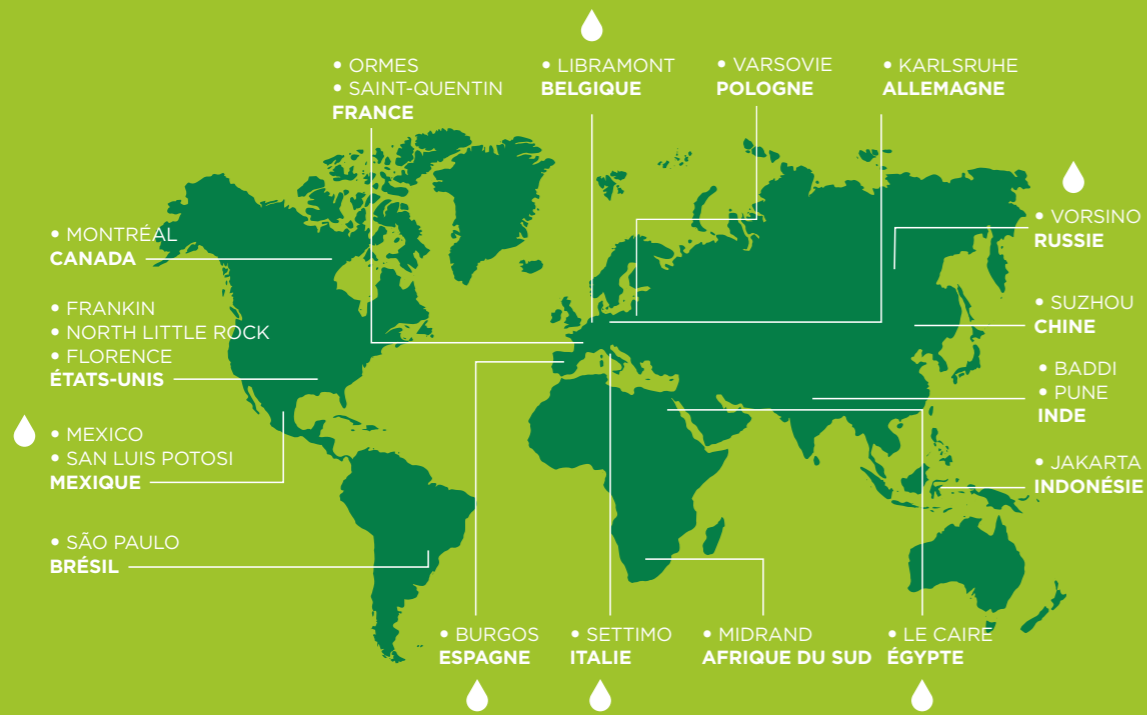 • ORMES
• SAINT-QUENTIN
FRANCE
• LIBRAMONT
BELGIQUE
• VARSOVIE
POLOGNE
• KARLSRUHE
ALLEMAGNE
• MONTRÉAL
CANADA
• FRANKIN
• NORTH LITTLE ROCK
• FLORENCE
ÉTATS-UNIS
• MEXICO
• SAN LUIS POTOSI
MEXIQUE
• SÃO PAULO
BRÉSIL
• VORSINO
RUSSIE
• SUZHOU
CHINE
• BADDI
• PUNE
INDE
• JAKARTA
INDONÉSIE
• BURGOS
ESPAGNE
• SETTIMO
ITALIE
• MIDRAND
AFRIQUE DU SUD
• LE CAIRE
ÉGYPTE